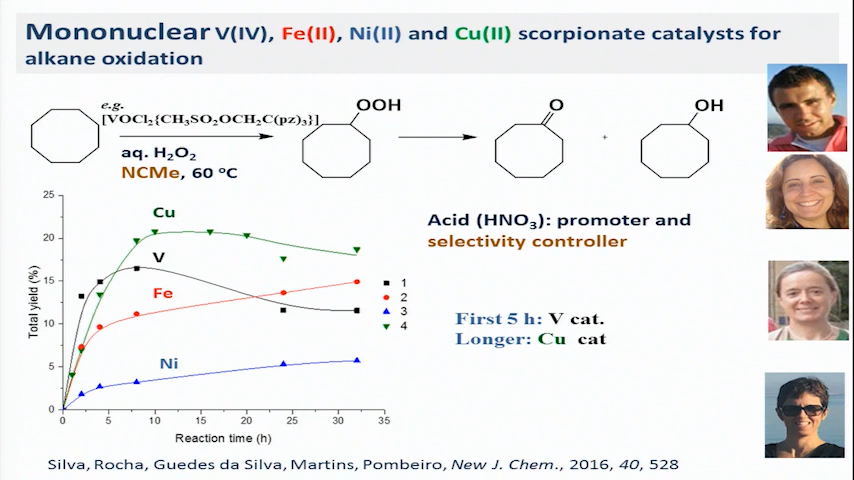 Mononuclear V(IV), Fe(II), Ni(II) and Cu(II) scorpionate catalysts for
alkane oxidation
e.g.
[VOCl₂{CH₃SO₂OCH₂C(pz)₃}]
aq. H₂O₂
NCMe, 60 °C
OOH
O
+
OH
Acid (HNO₃): promoter and
selectivity controller
First 5 h: V cat.
Longer: Cu cat
Total yield (%)
25
20
15
10
5
0
Cu
V
Fe
Ni
1
2
3
4
0 5 10 15 20 25 30 35
Reaction time (h)
Silva, Rocha, Guedes da Silva, Martins, Pombeiro, New J. Chem., 2016, 40, 528